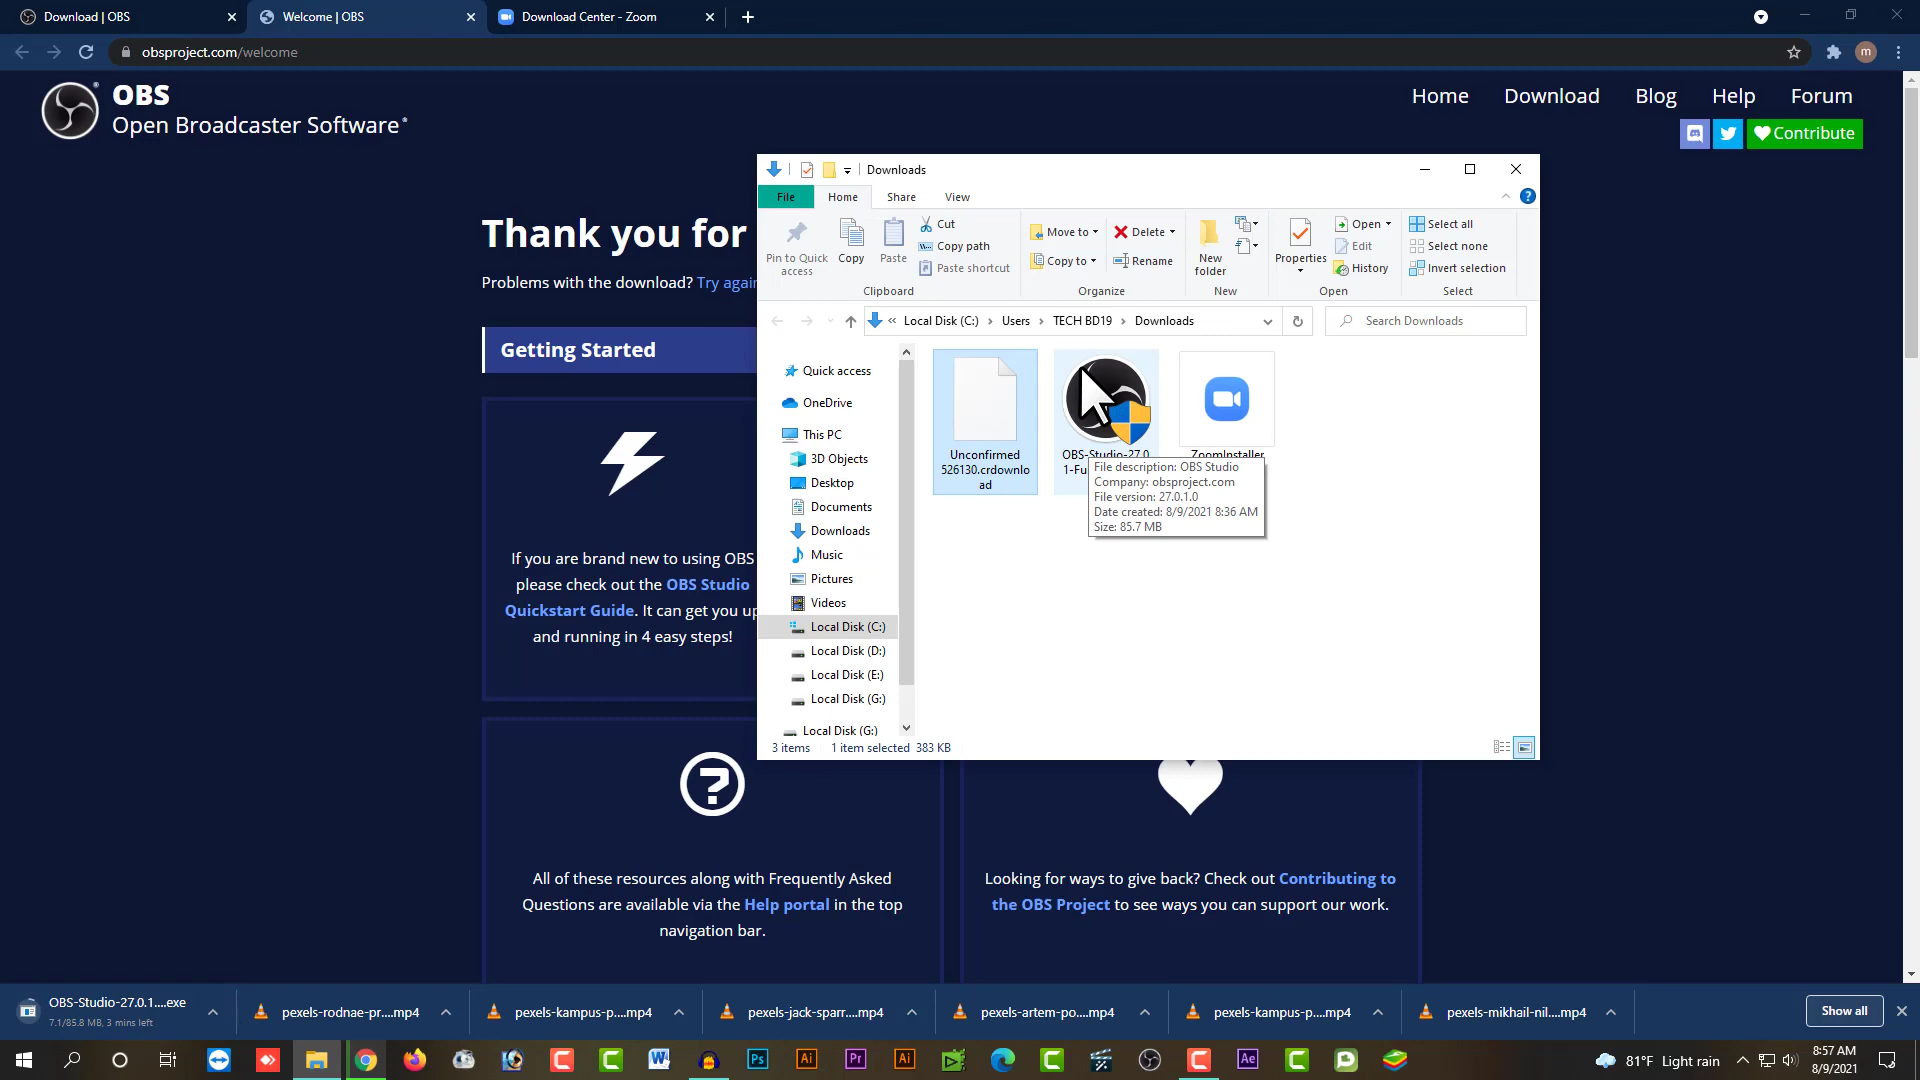 Download | OBS
Welcome | OBS
Download Center - Zoom
obsproject.com/welcome
m
OBS
Open Broadcaster Software®
Home
Download
Blog
Help
Forum
Contribute
Thank you for
Problems with the download? Try again
Getting Started
If you are brand new to using OBS
please check out the OBS Studio
Quickstart Guide. It can get you up
and running in 4 easy steps!
All of these resources along with Frequently Asked
Questions are available via the Help portal in the top
navigation bar.
Looking for ways to give back? Check out Contributing to
the OBS Project to see ways you can support our work.
Downloads
File
Home
Share
View
Pin to Quick
access
Copy
Paste
Cut
Copy path
Paste shortcut
Clipboard
Move to
Copy to
Delete
Rename
Organize
New
folder
New
Properties
Open
Edit
History
Open
Select all
Select none
Invert selection
Select
« Local Disk (C:) › Users › TECH BD19 › Downloads
Search Downloads
Quick access
OneDrive
This PC
3D Objects
Desktop
Documents
Downloads
Music
Pictures
Videos
Local Disk (C:)
Local Disk (D:)
Local Disk (E:)
Local Disk (G:)
Local Disk (G:)
Unconfirmed
526130.crdownlo
ad
OBS-Studio-27.0.
1-Fu
ZoomInstaller
File description: OBS Studio
Company: obsproject.com
File version: 27.0.1.0
Date created: 8/9/2021 8:36 AM
Size: 85.7 MB
3 items
1 item selected 383 KB
OBS-Studio-27.0.1....exe
7.1/85.8 MB, 3 mins left
pexels-rodnae-pr....mp4
pexels-kampus-p....mp4
pexels-jack-sparr....mp4
pexels-artem-po....mp4
pexels-kampus-p....mp4
pexels-mikhail-nil....mp4
Show all
Ps
Ai
Pr
Ai
Ae
81°F Light rain
8:57 AM
8/9/2021